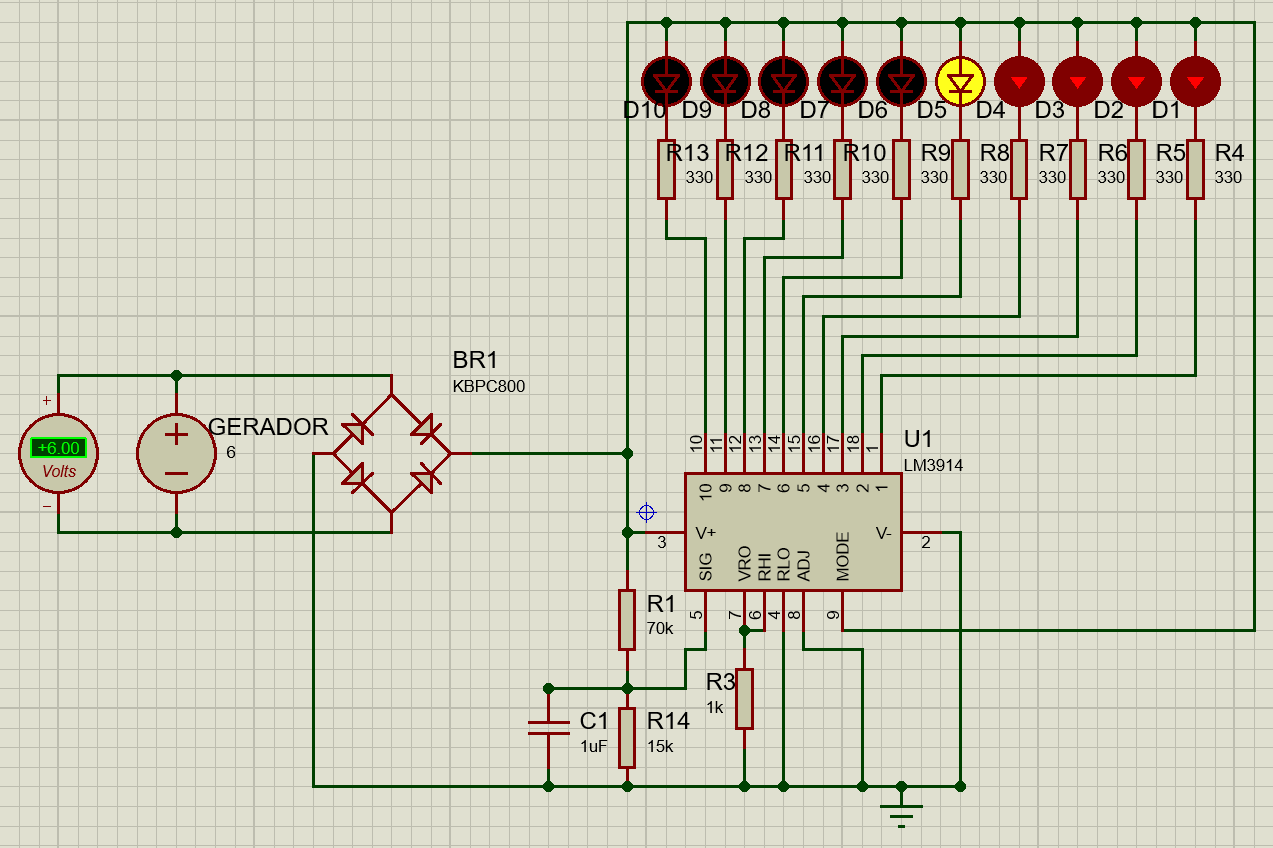 D10 D9 D8 D7 D6 D5 D4 D3 D2 D1
R13 R12 R11 R10 R9 R8 R7 R6 R5 R4
330 330 330 330 330 330 330 330 330 330
BR1
KBPC800
+
+6.00
Volts
−
GERADOR
6
10 11 12 13 14 15 16 17 18 1
U1
LM3914
10 9 8 7 6 5 4 3 2 1
3
V+
V-
2
SIG VRO RHI RLO ADJ MODE
5 7 6 4 8 9
R1
70k
R3
1k
C1
1uF
R14
15k